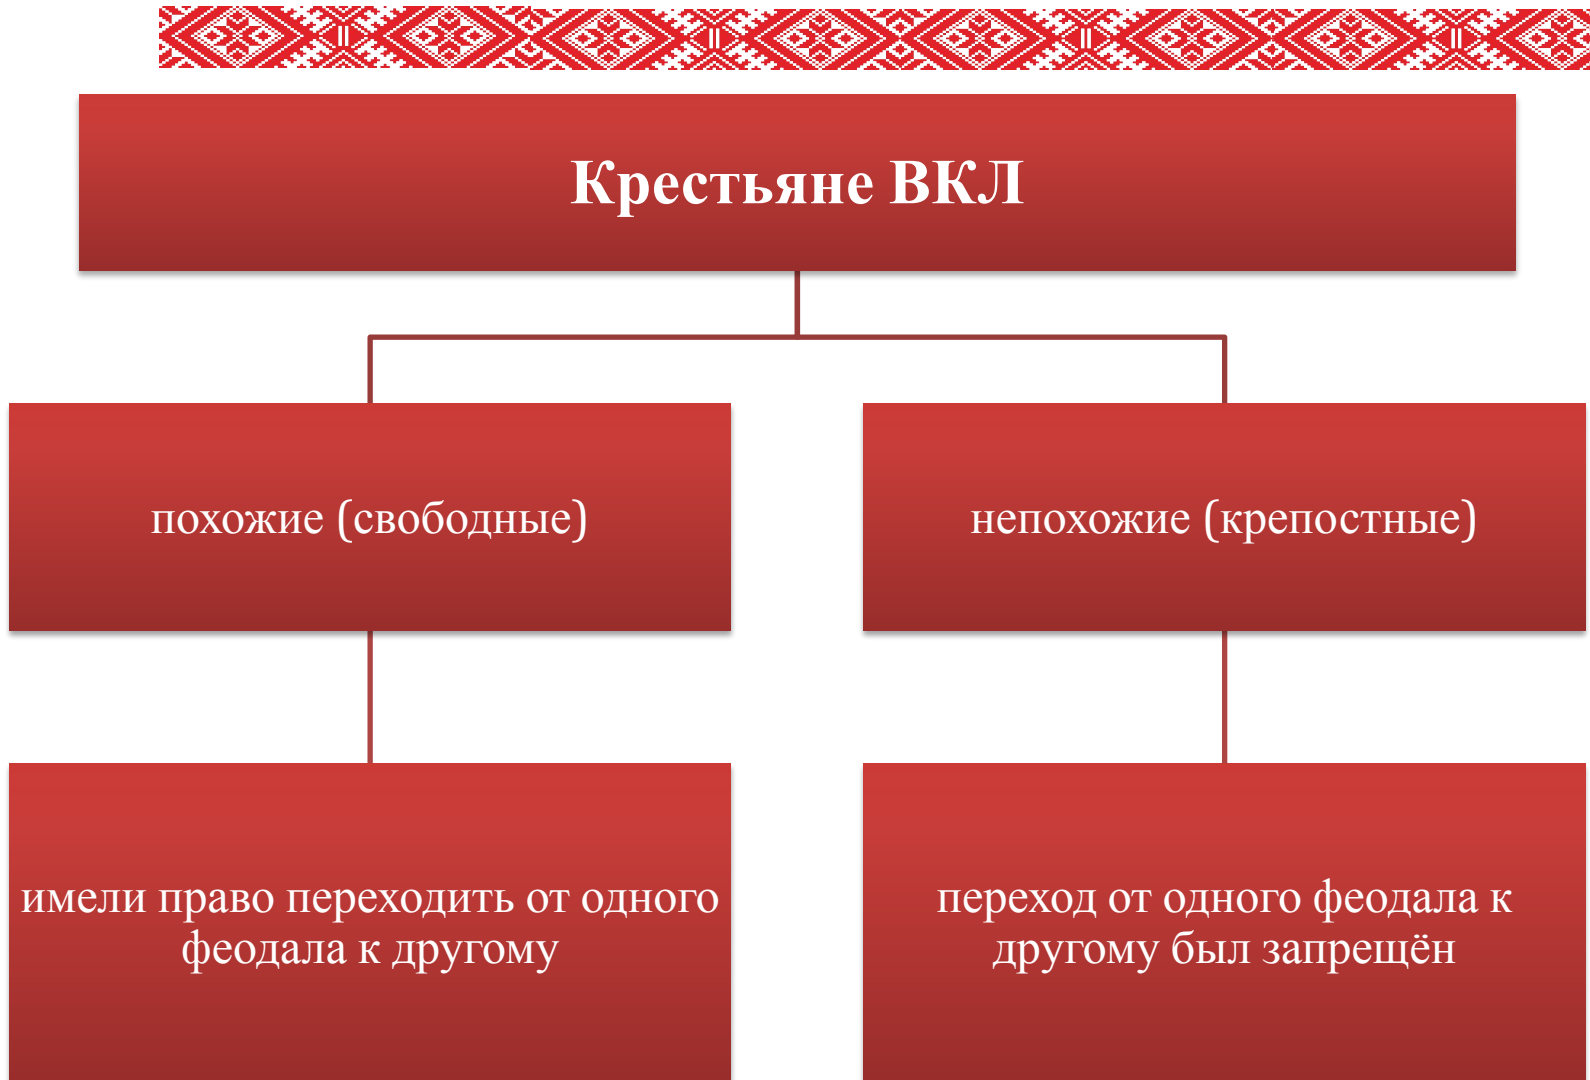 Крестьяне ВКЛ
похожие (свободные)
непохожие (крепостные)
имели право переходить от одного
феодала к другому
переход от одного феодала к
другому был запрещён